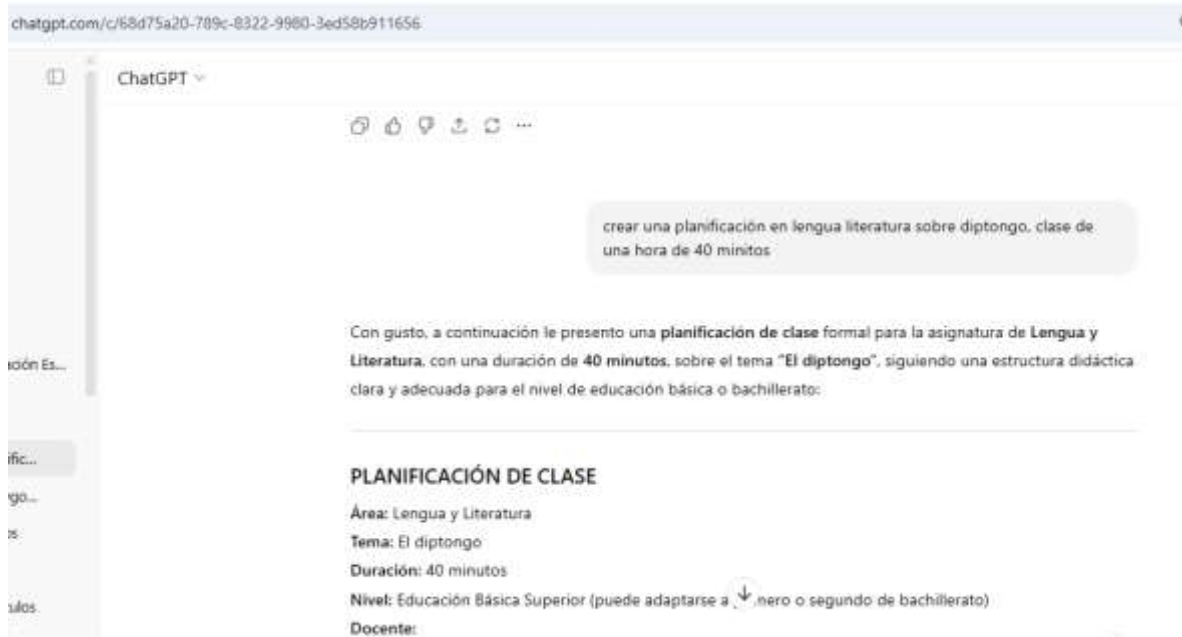 chatgpt.com/c/68d75a20-789c-8322-9980-3ed58b911656
ChatGPT
crear una planificación en lengua literatura sobre diptongo, clase de
una hora de 40 minitos
Con gusto, a continuación le presento una planificación de clase formal para la asignatura de Lengua y
Literatura, con una duración de 40 minutos, sobre el tema "El diptongo", siguiendo una estructura didáctica
clara y adecuada para el nivel de educación básica o bachillerato:
ación Es...
ific...
PLANIFICACIÓN DE CLASE
Área: Lengua y Literatura
Tema: El diptongo
Duración: 40 minutos
Nivel: Educación Básica Superior (puede adaptarse a nero o segundo de bachillerato)
ulos
Docente: